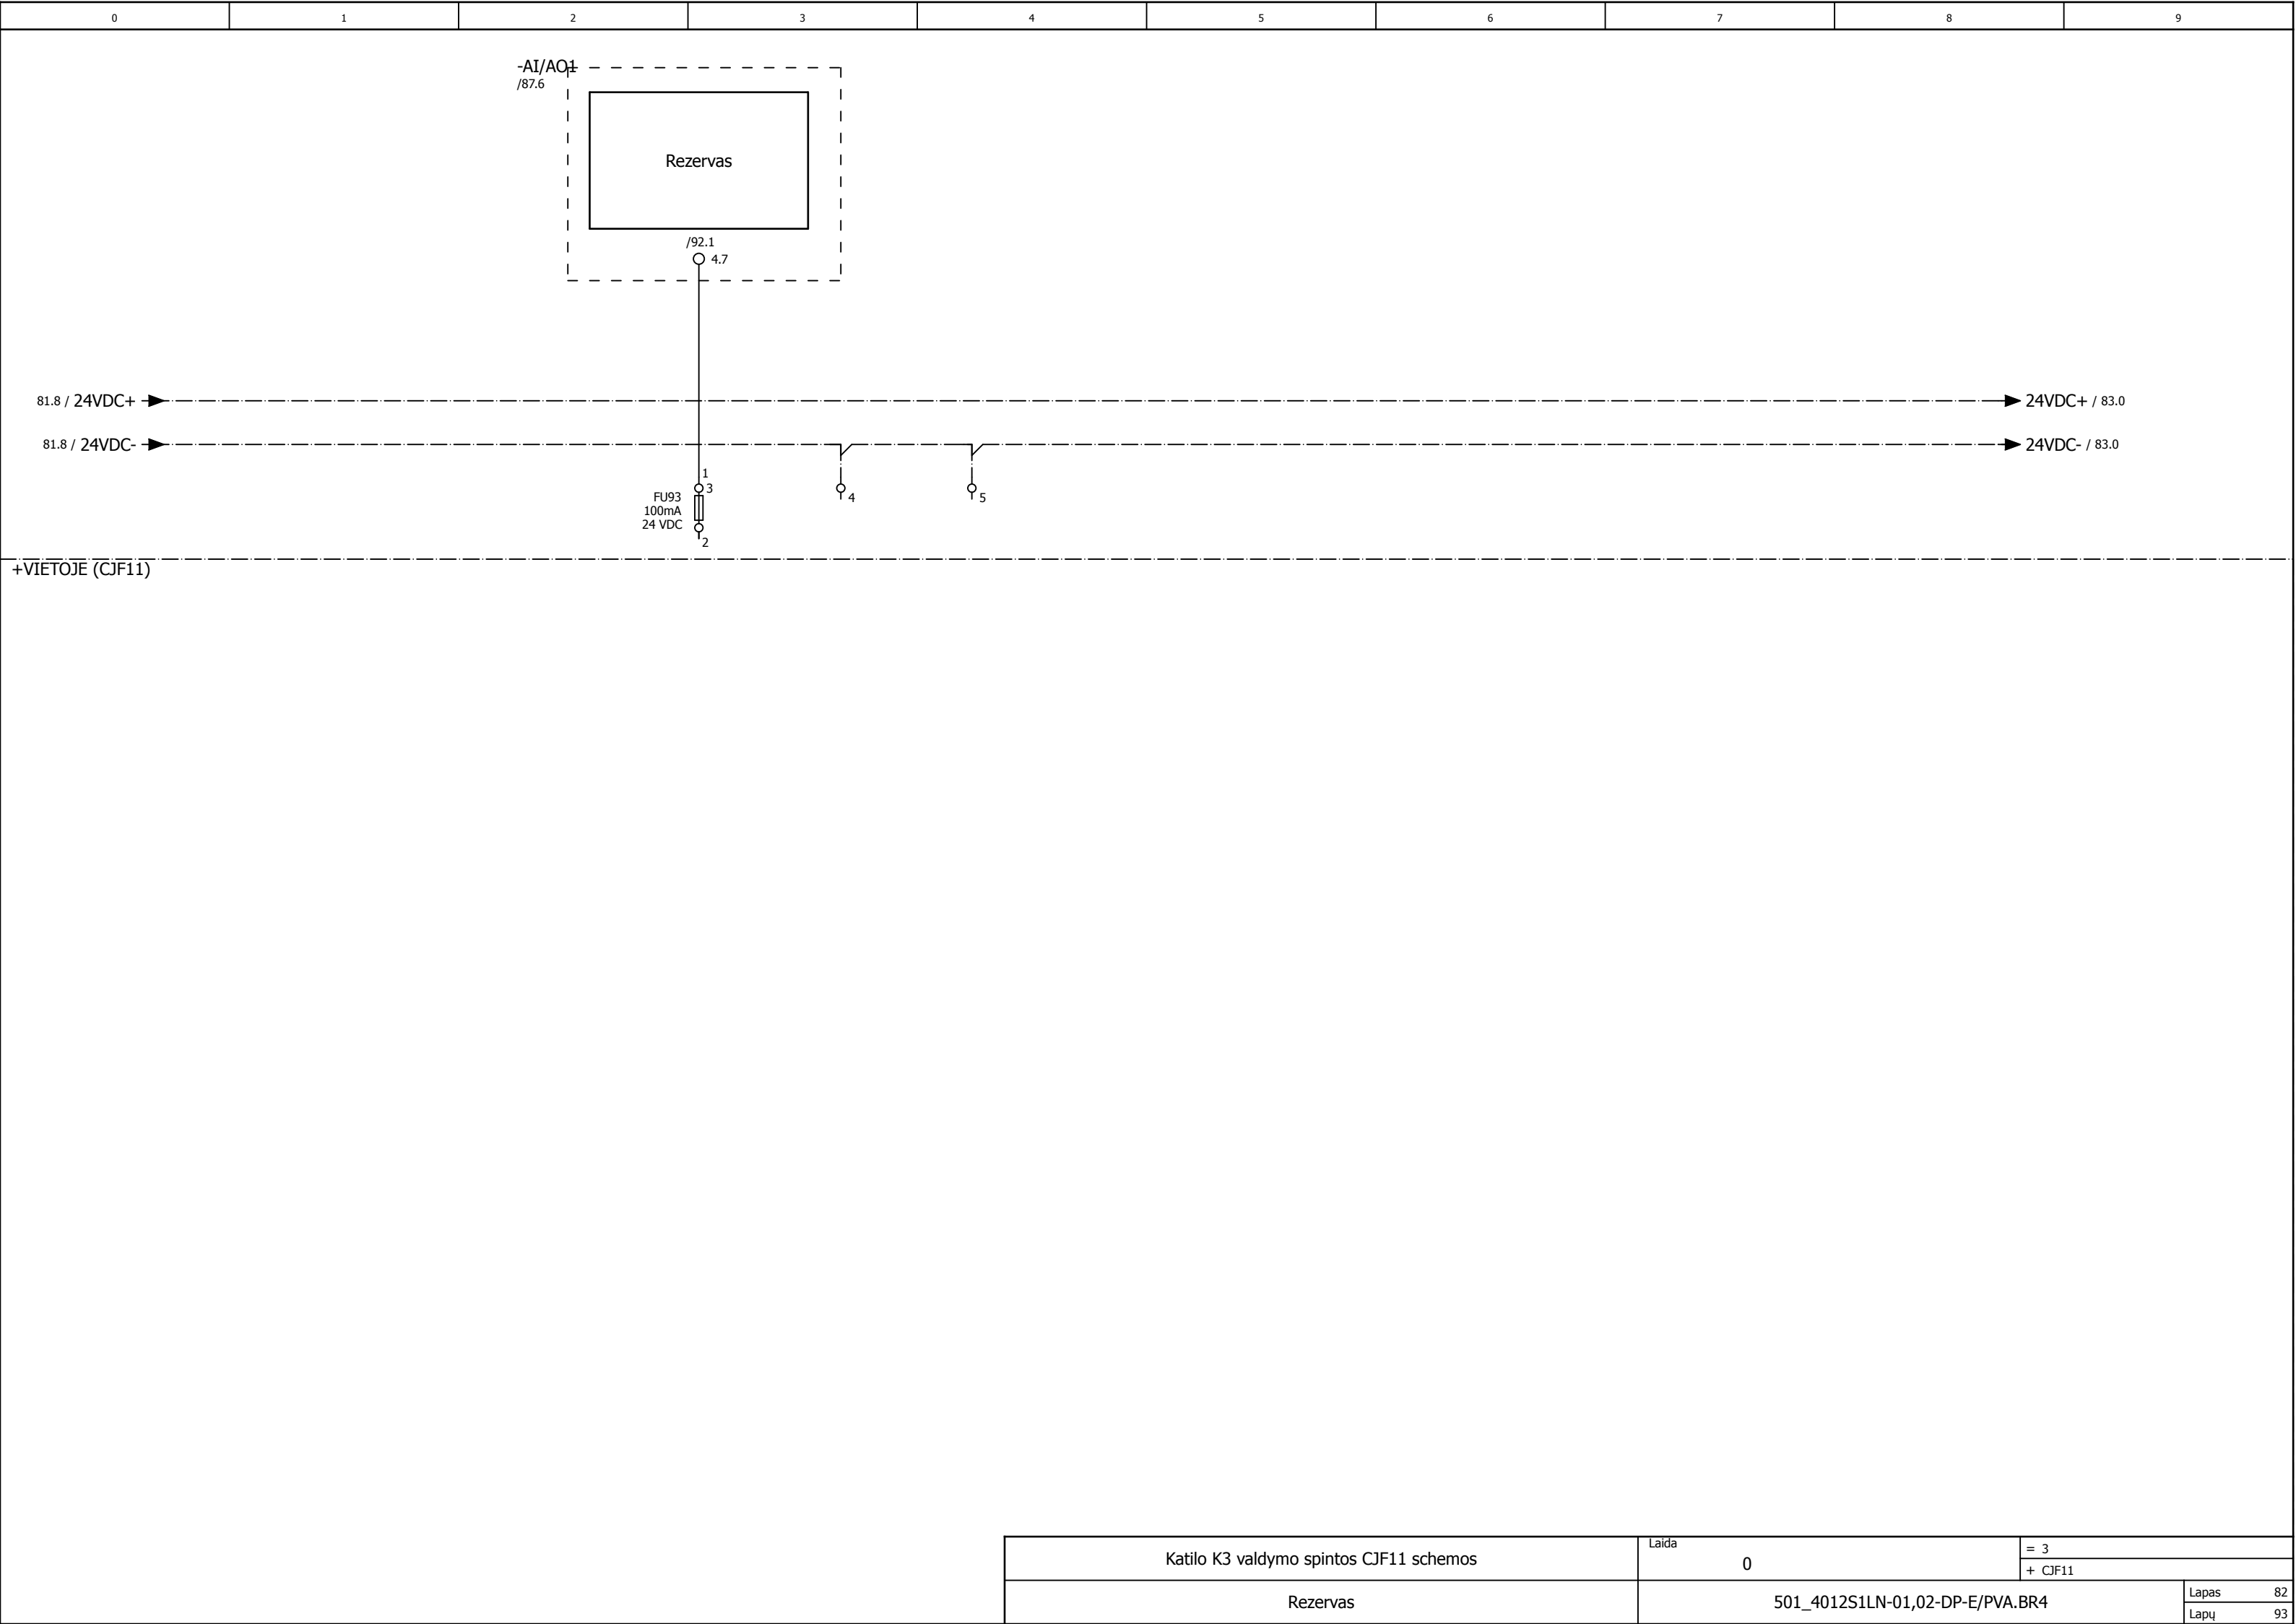 0 1 2 3 4 5 6 7 8 9
-AI/AO1
/87.6
Rezervas
/92.1
4.7
81.8 / 24VDC+
24VDC+ / 83.0
81.8 / 24VDC-
24VDC- / 83.0
1
3
FU93
100mA
24 VDC
2
4
5
+VIETOJE (CJF11)
Katilo K3 valdymo spintos CJF11 schemos
Laida
0
= 3
+ CJF11
Rezervas
501_4012S1LN-01,02-DP-E/PVA.BR4
Lapas 82
Lapų 93